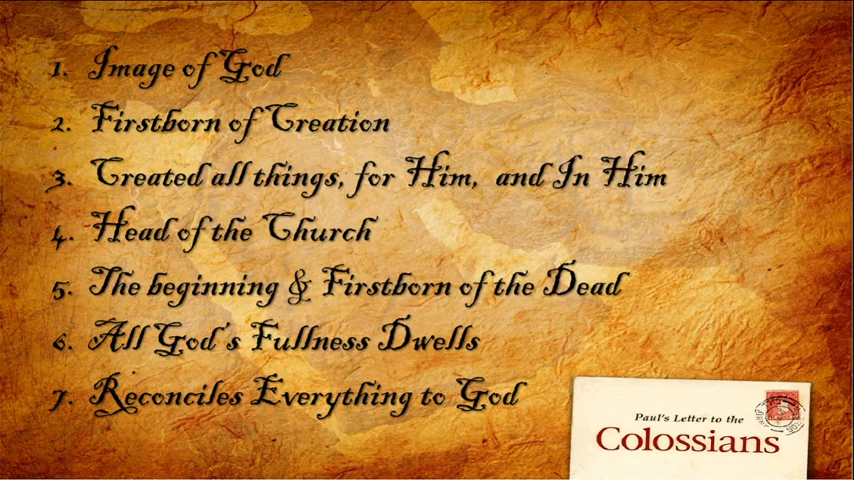 1. Image of God
2. Firstborn of Creation
3. Created all things, for Him, and In Him
4. Head of the Church
5. The beginning & Firstborn of the Dead
6. All God's Fullness Dwells
7. Reconciles Everything to God
Paul's Letter to the
Colossians